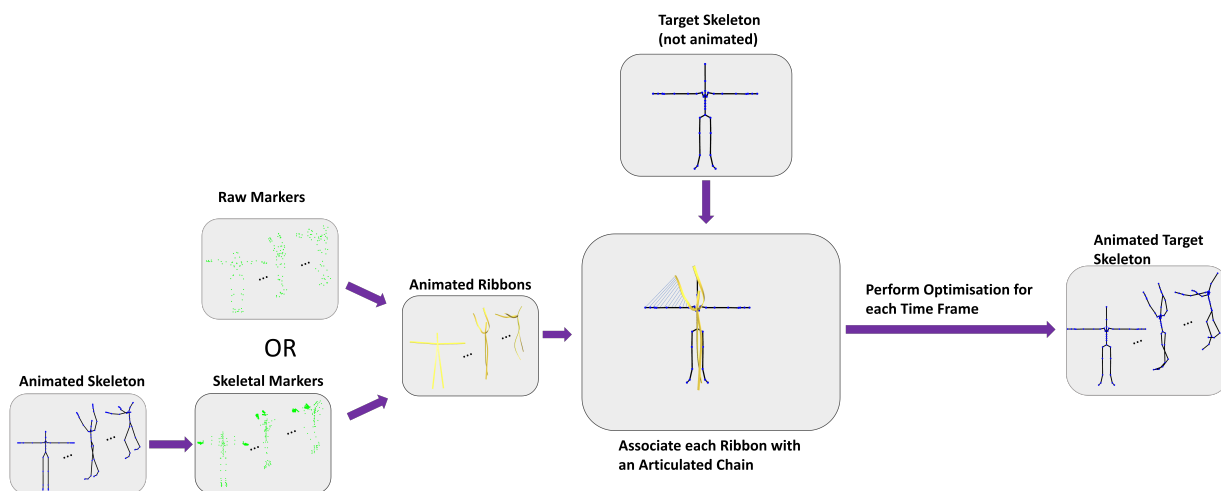 Target Skeleton
(not animated)
Raw Markers
Animated Ribbons
OR
Animated Skeleton
Skeletal Markers
Associate each Ribbon with
an Articulated Chain
Perform Optimisation for
each Time Frame
Animated Target
Skeleton